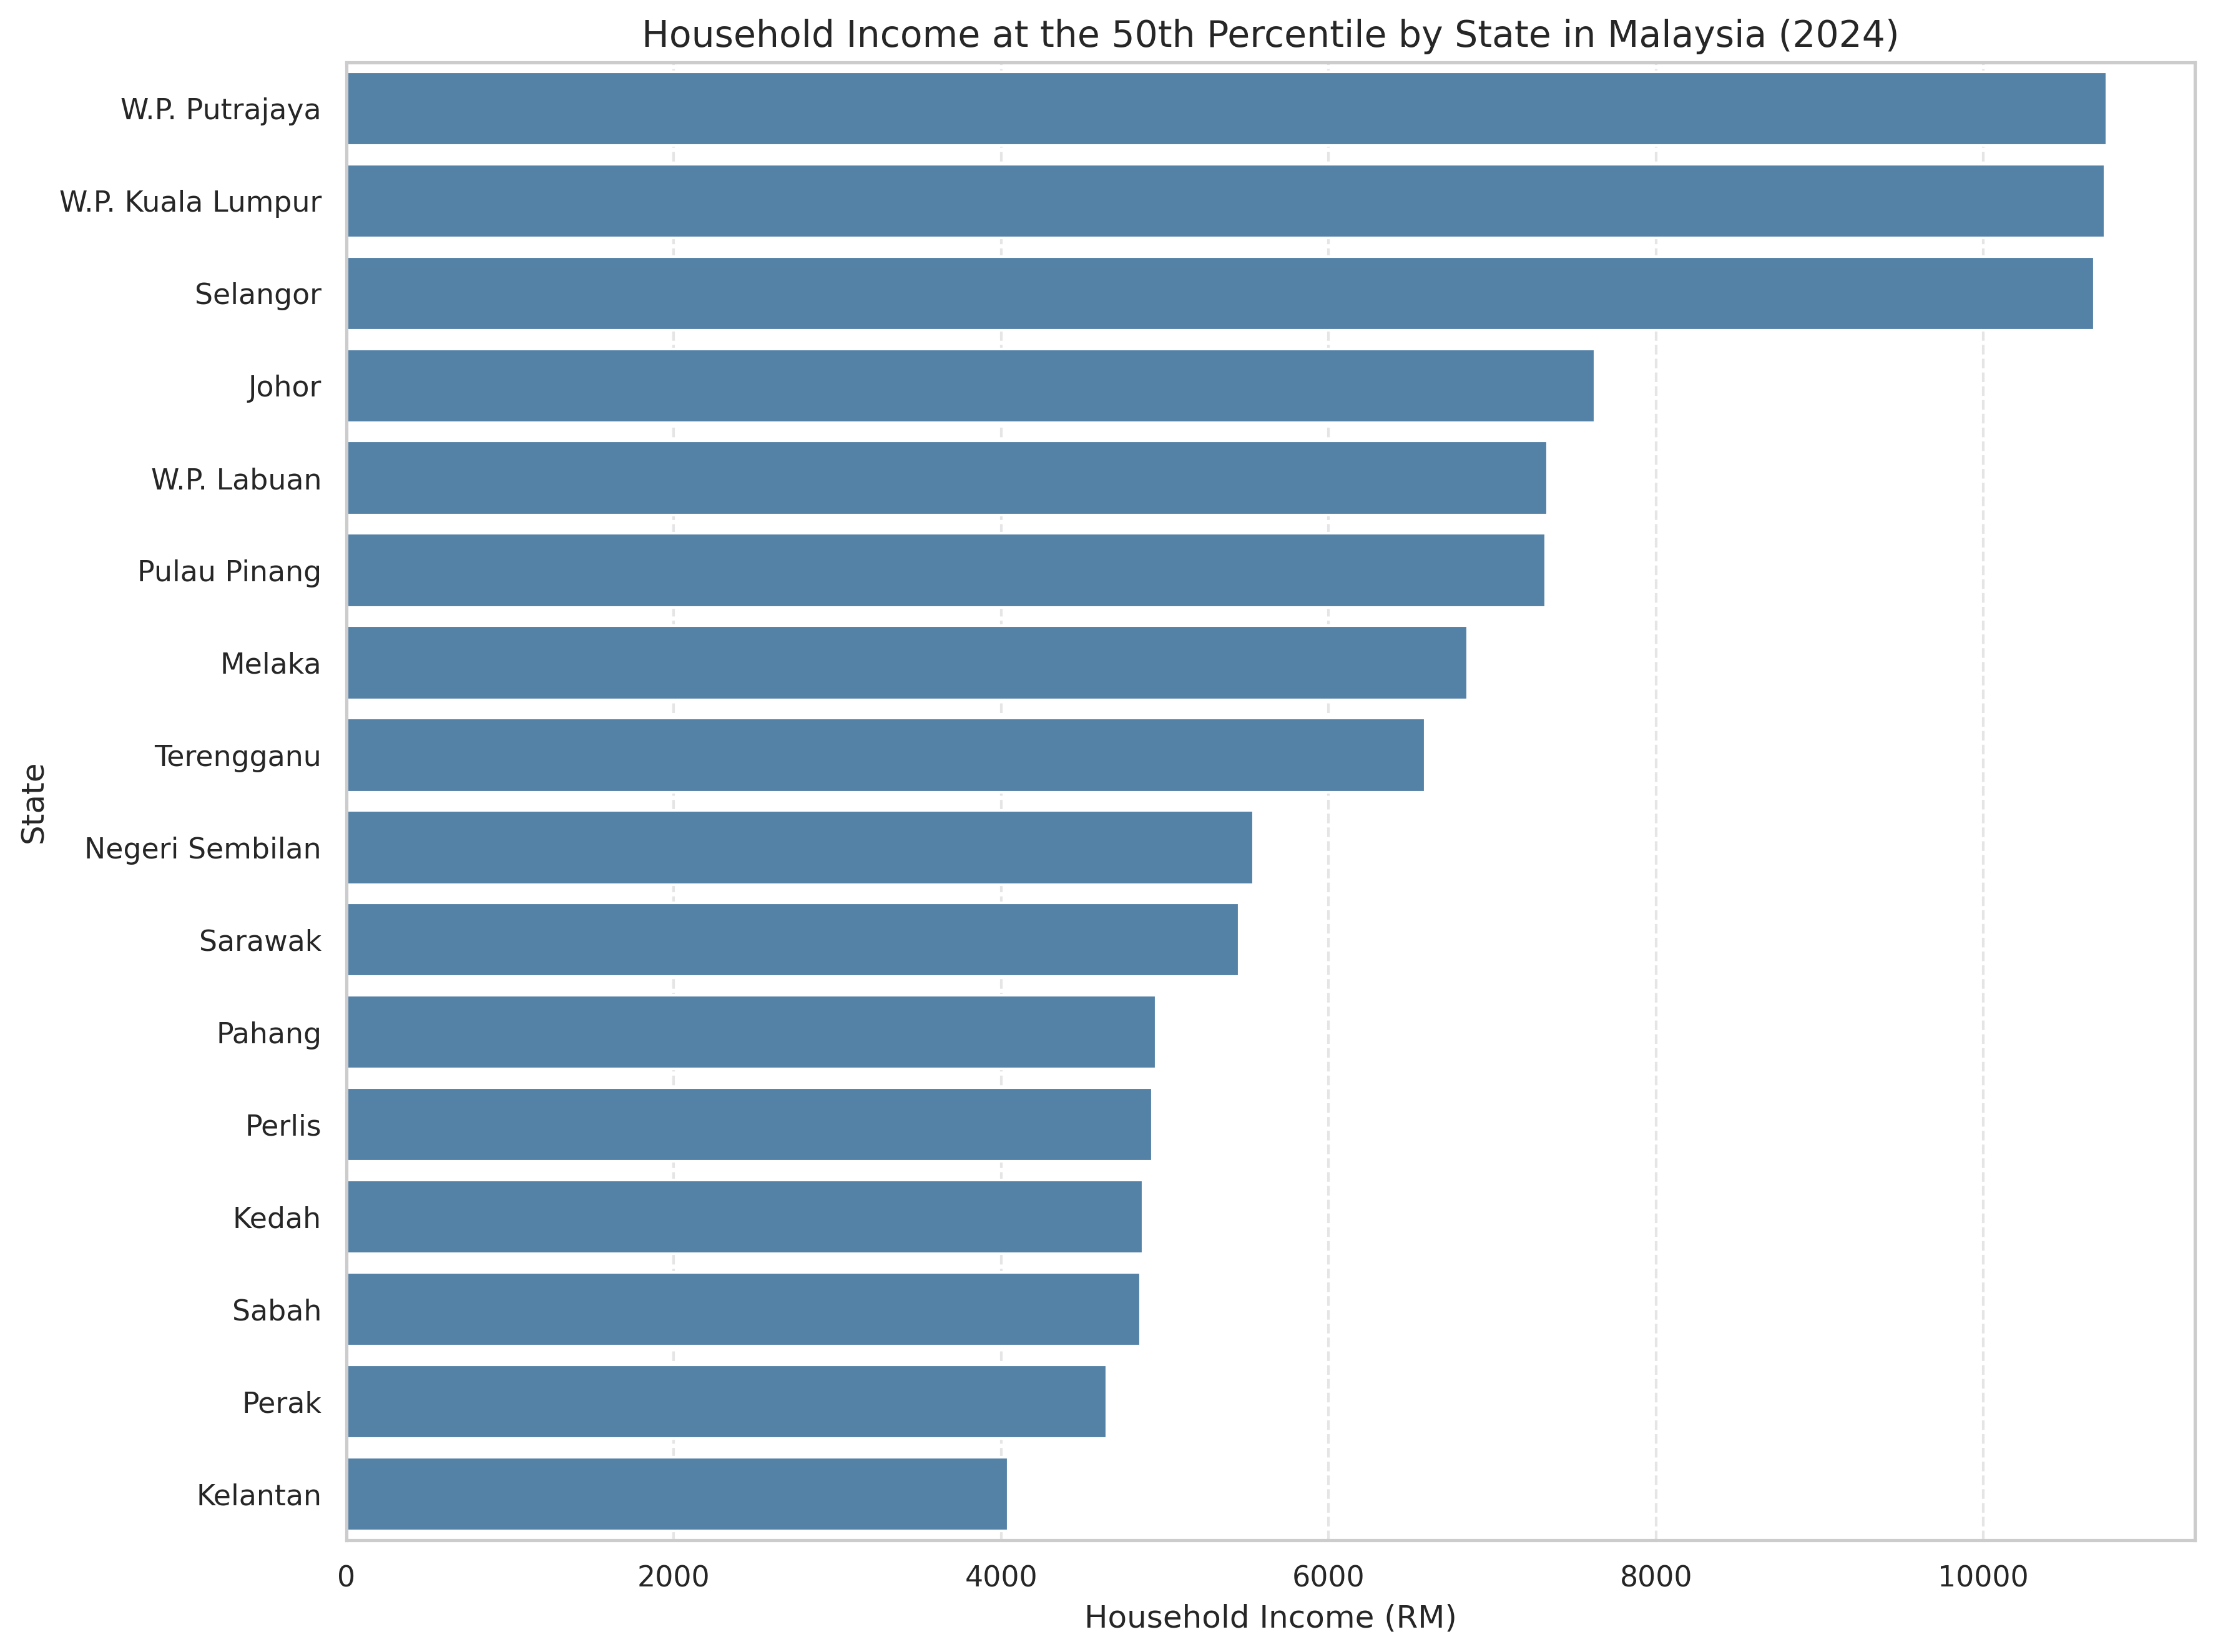 Household Income at the 50th Percentile by State in Malaysia (2024)
W.P. Putrajaya
W.P. Kuala Lumpur
Selangor
Johor
W.P. Labuan
Pulau Pinang
Melaka
Terengganu
Negeri Sembilan
Sarawak
Pahang
Perlis
Kedah
Sabah
Perak
Kelantan
State
0 2000 4000 6000 8000 10000
Household Income (RM)